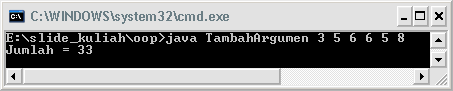 C:\WINDOWS\system32\cmd.exe
E:\slide_kuliah\oop>java TambahArgumen 3 5 6 6 5 8
Jumlah = 33